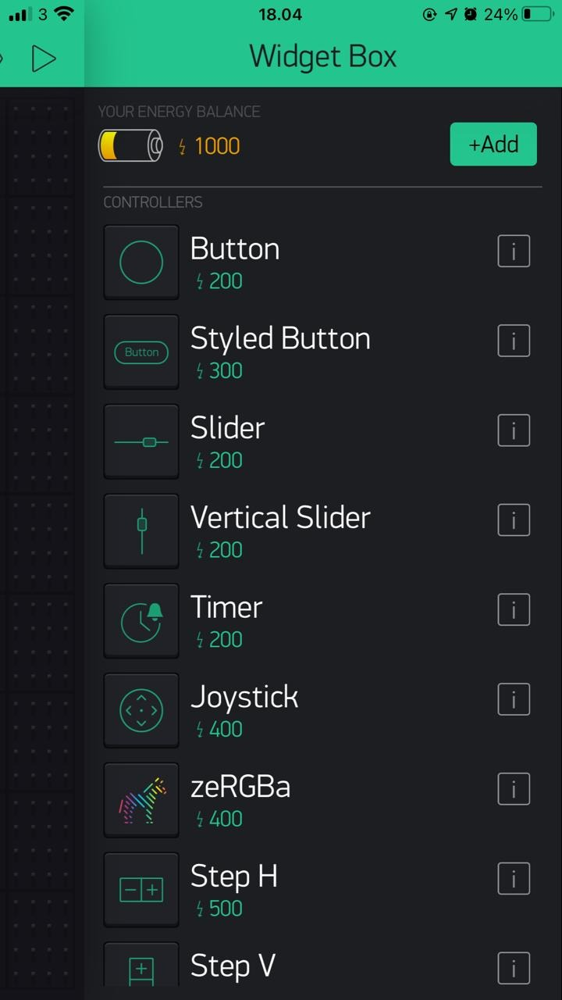 3 18.04 24%
Widget Box
YOUR ENERGY BALANCE
1000 +Add
CONTROLLERS
Button
200
Button
Styled Button
300
Slider
200
Vertical Slider
200
Timer
200
Joystick
400
zeRGBa
400
Step H
500
Step V